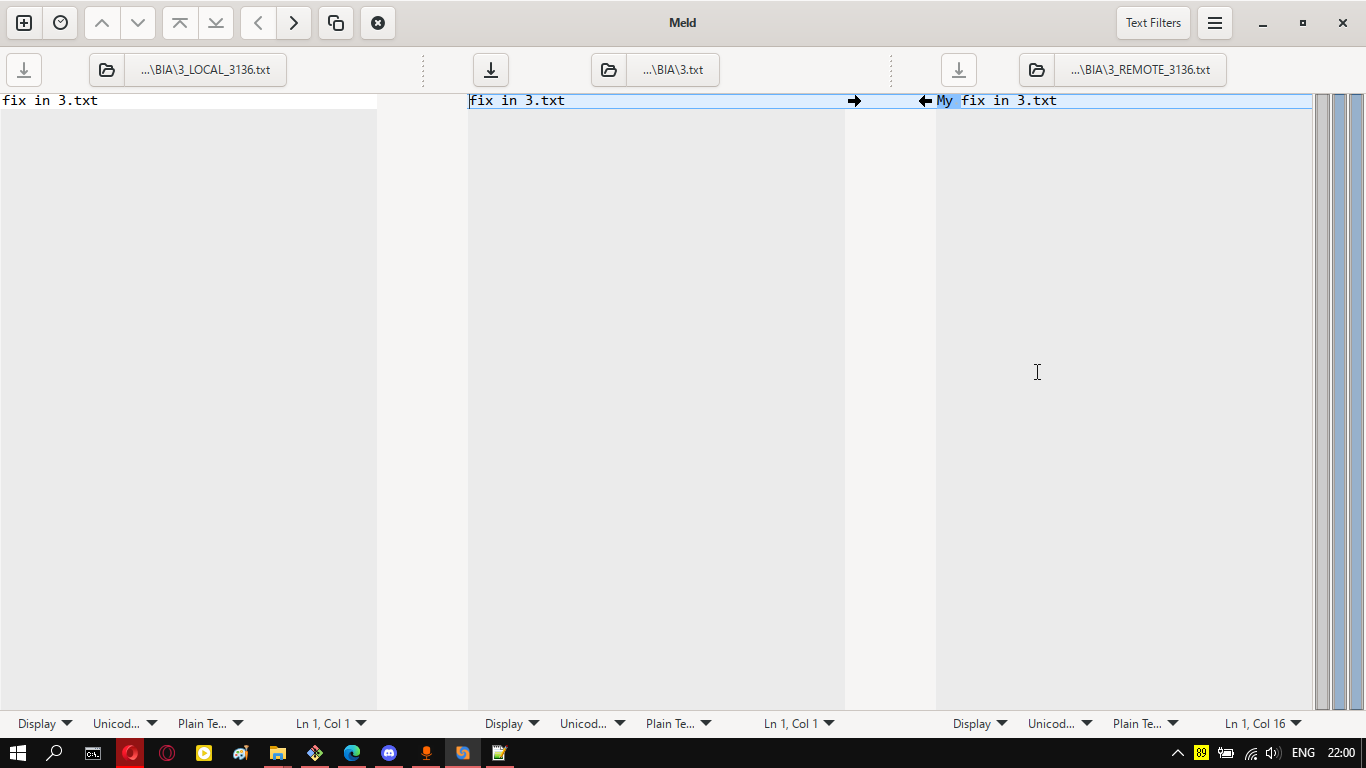 Meld
Text Filters
...\BIA\3_LOCAL_3136.txt
...\BIA\3.txt
...\BIA\3_REMOTE_3136.txt
fix in 3.txt
fix in 3.txt
My fix in 3.txt
Display Unicod... Plain Te... Ln 1, Col 1
Display Unicod... Plain Te... Ln 1, Col 1
Display Unicod... Plain Te... Ln 1, Col 16
C:\.
89 ENG 22:00